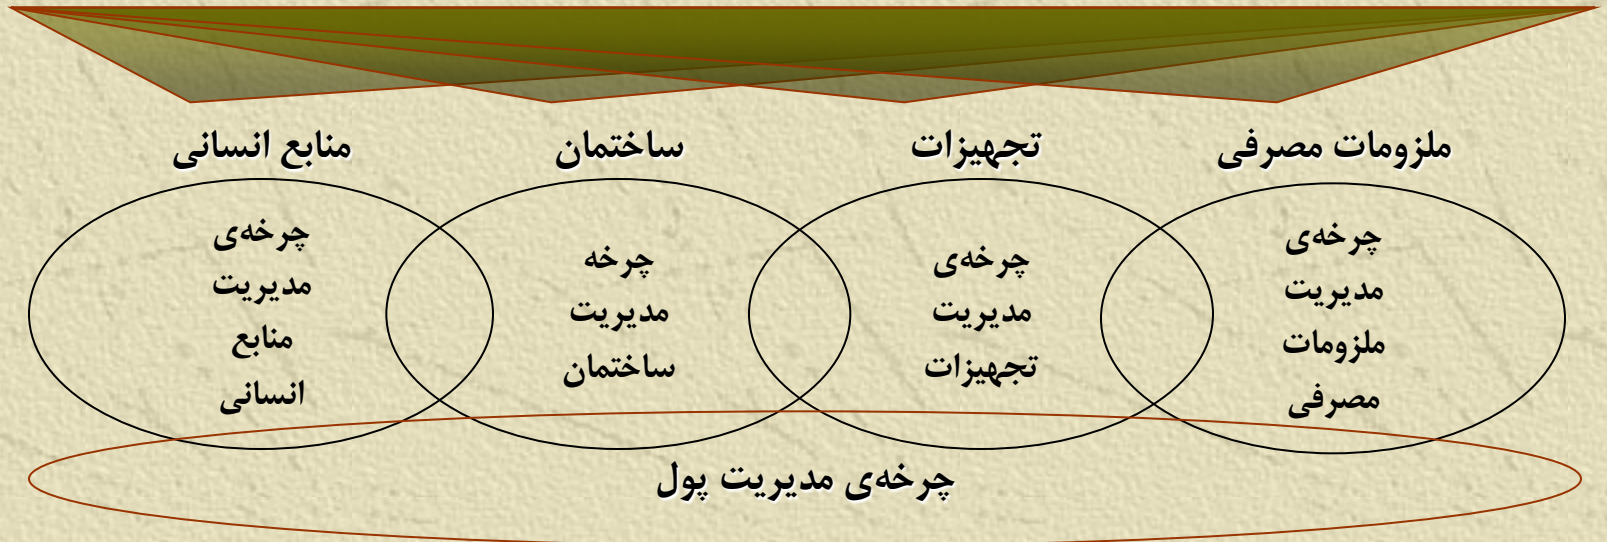 ملزومات مصرفی
تجهیزات
ساختمان
منابع انسانی
چرخه‌ی
مدیریت
ملزومات
مصرفی
چرخه‌ی
مدیریت
تجهیزات
چرخه
مدیریت
ساختمان
چرخه‌ی
مدیریت
منابع
انسانی
چرخه‌ی مدیریت پول